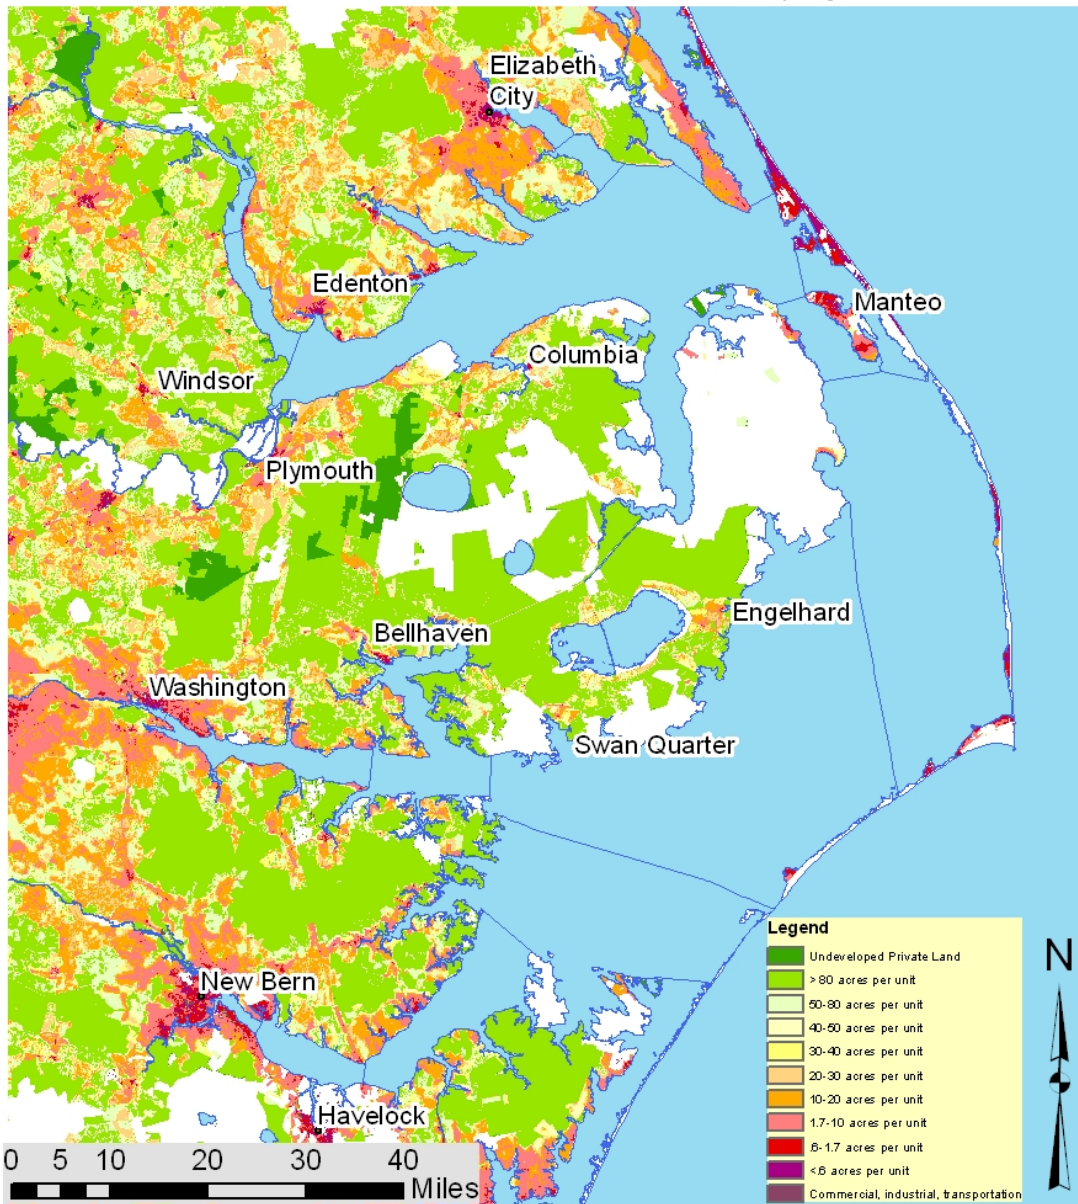 Elizabeth
City
Edenton
Manteo
Columbia
Windsor
Plymouth
Engelhard
Bellhaven
Washington
Swan Quarter
New Bern
Havelock
Legend
Undeveloped Private Land
>80 acres per unit
50-80 acres per unit
40-50 acres per unit
30-40 acres per unit
20-30 acres per unit
10-20 acres per unit
1.7-10 acres per unit
.6-1.7 acres per unit
<.6 acres per unit
Commercial, industrial, transportation
N
0 5 10 20 30 40
Miles